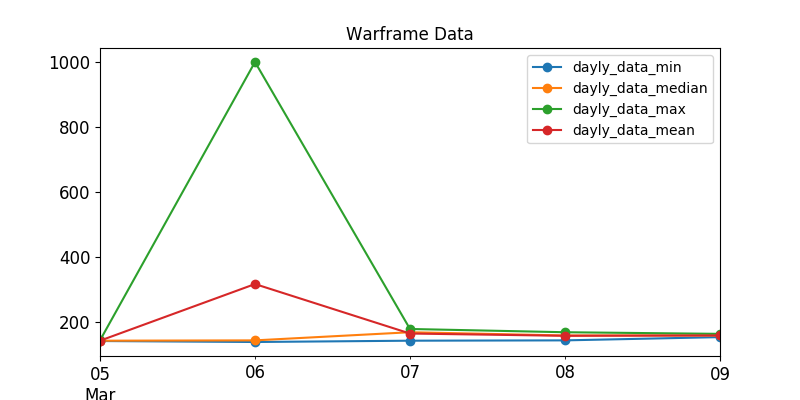 Warframe Data
dayly_data_min
dayly_data_median
dayly_data_max
dayly_data_mean
1000
800
600
400
200
05 06 07 08 09
Mar